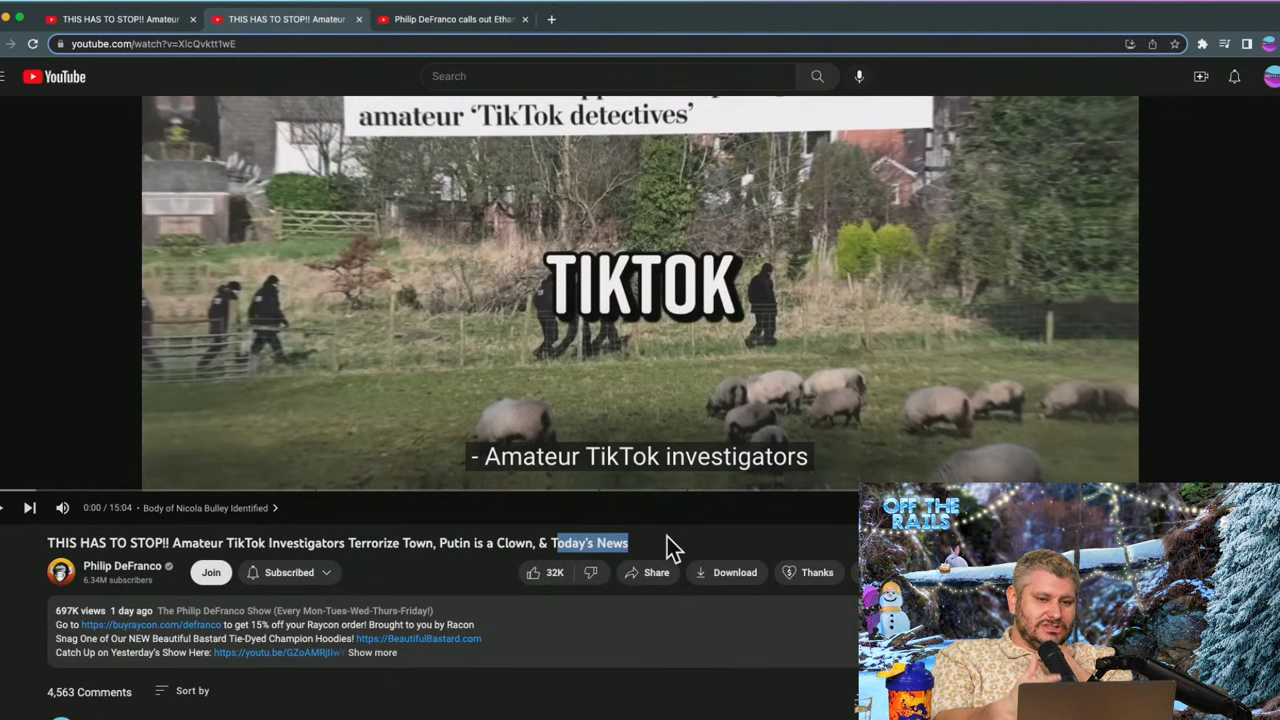 THIS HAS TO STOP!! Amateur
THIS HAS TO STOP!! Amateur
Philip DeFranco calls out Ethan
youtube.com/watch?v=XlcQvktt1wE
YouTube
Search
amateur ‘TikTok detectives’
TIKTOK
- Amateur TikTok investigators
0:00 / 15:04 • Body of Nicola Bulley Identified
THIS HAS TO STOP!! Amateur TikTok Investigators Terrorize Town, Putin is a Clown, & Today's News
Philip DeFranco
6.34M subscribers
Join
Subscribed
32K
Share
Download
Thanks
697K views 1 day ago The Philip DeFranco Show (Every Mon-Tues-Wed-Thurs-Friday!)
Go to https://buyraycon.com/defranco to get 15% off your Raycon order! Brought to you by Racon
Snag One of Our NEW Beautiful Bastard Tie-Dyed Champion Hoodies! https://BeautifulBastard.com
Catch Up on Yesterday's Show Here: Show more
4,563 Comments
Sort by
OFF THE
RAILS